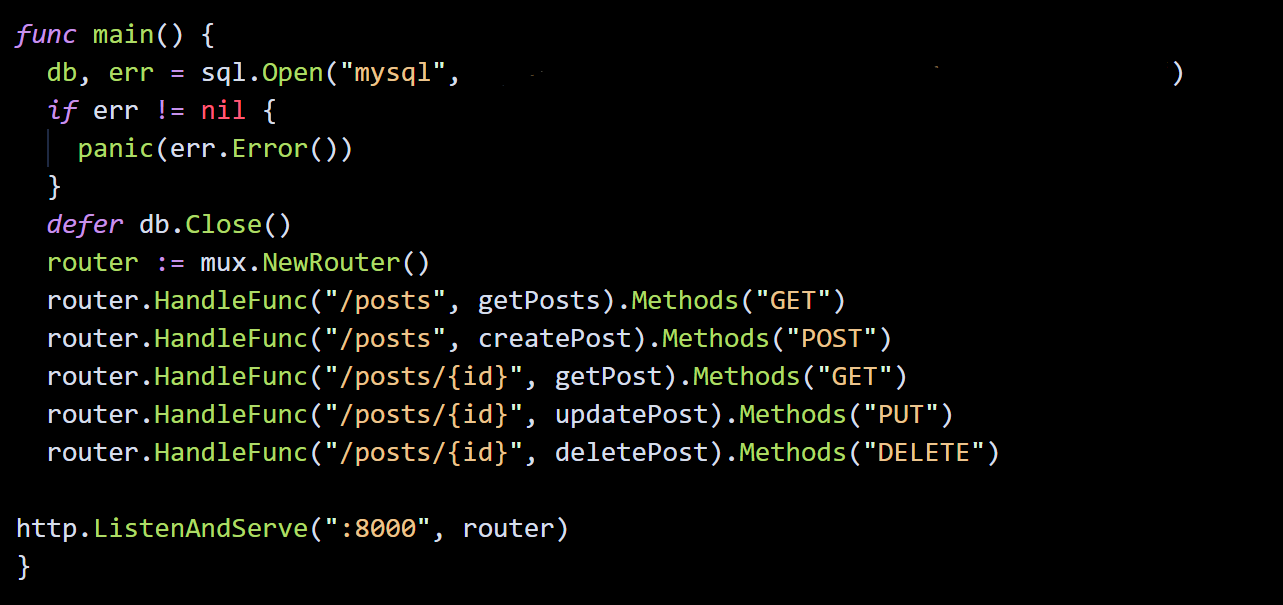 func main() {
  db, err = sql.Open("mysql", )
  if err != nil {
    panic(err.Error())
  }
  defer db.Close()
  router := mux.NewRouter()
  router.HandleFunc("/posts", getPosts).Methods("GET")
  router.HandleFunc("/posts", createPost).Methods("POST")
  router.HandleFunc("/posts/{id}", getPost).Methods("GET")
  router.HandleFunc("/posts/{id}", updatePost).Methods("PUT")
  router.HandleFunc("/posts/{id}", deletePost).Methods("DELETE")

http.ListenAndServe(":8000", router)
}